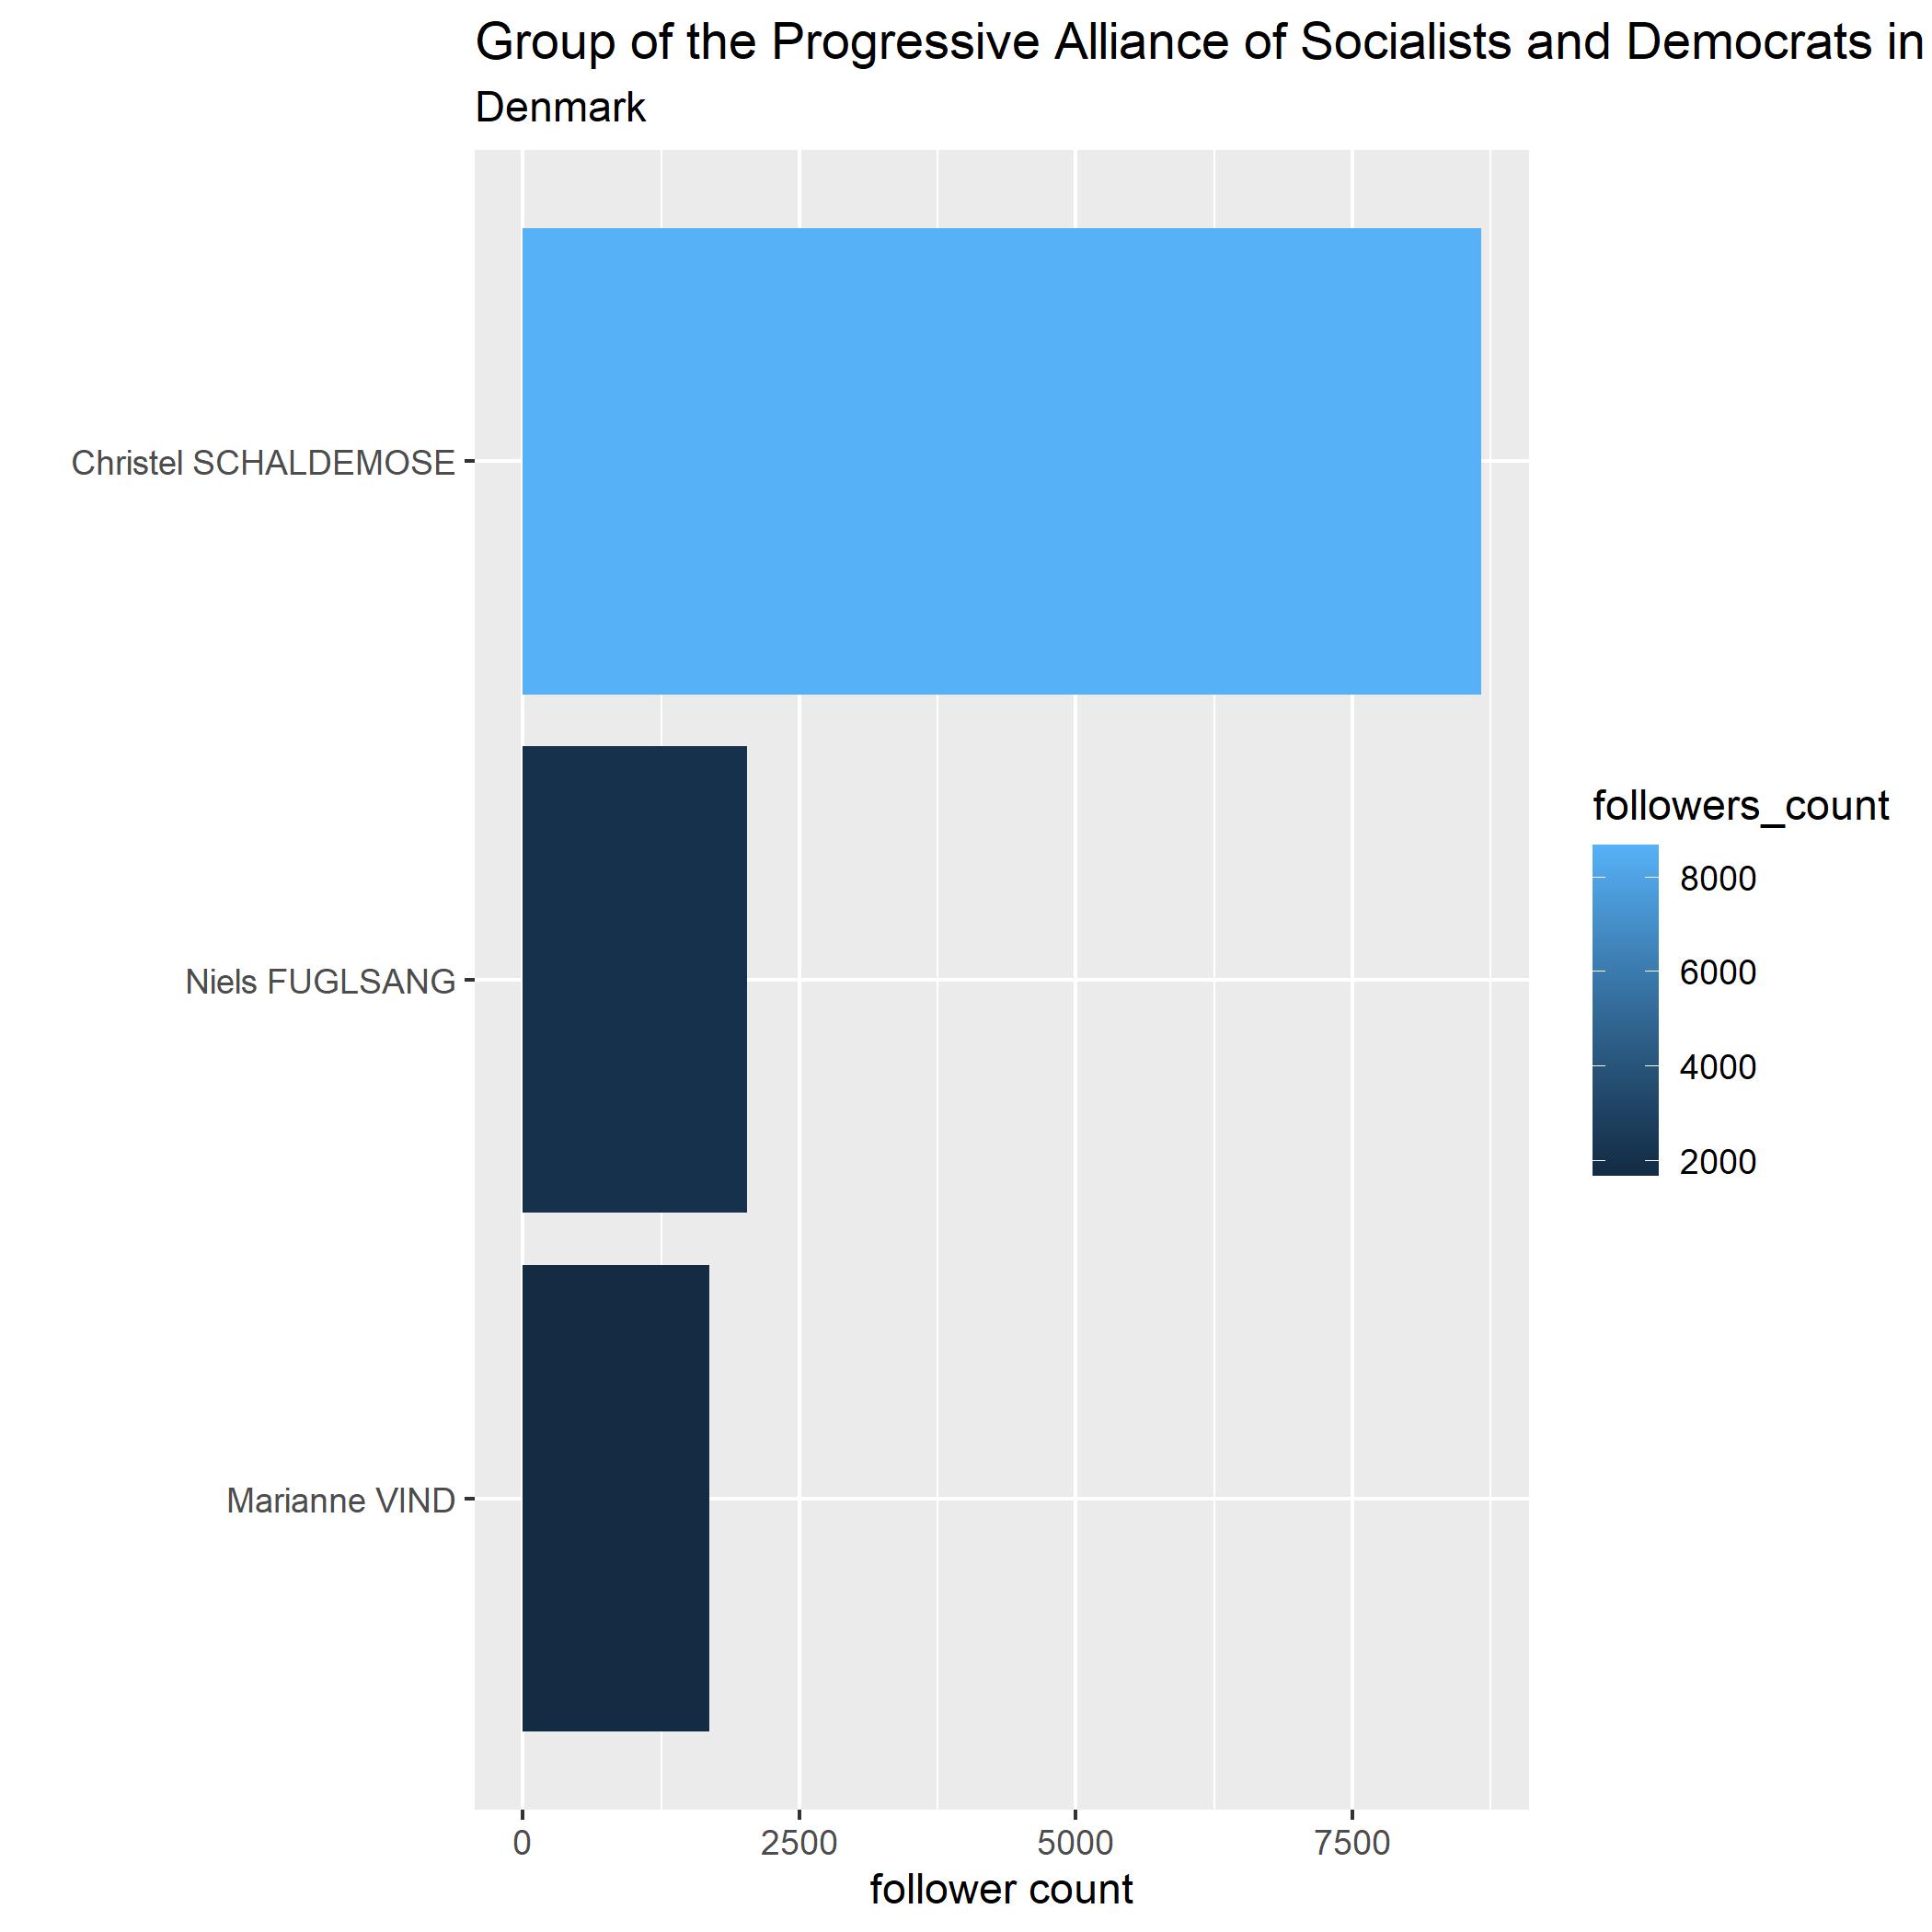 Group of the Progressive Alliance of Socialists and Democrats in
Denmark
Christel SCHALDEMOSE
Niels FUGLSANG
Marianne VIND
0
2500
5000
7500
follower count
followers_count
8000
6000
4000
2000